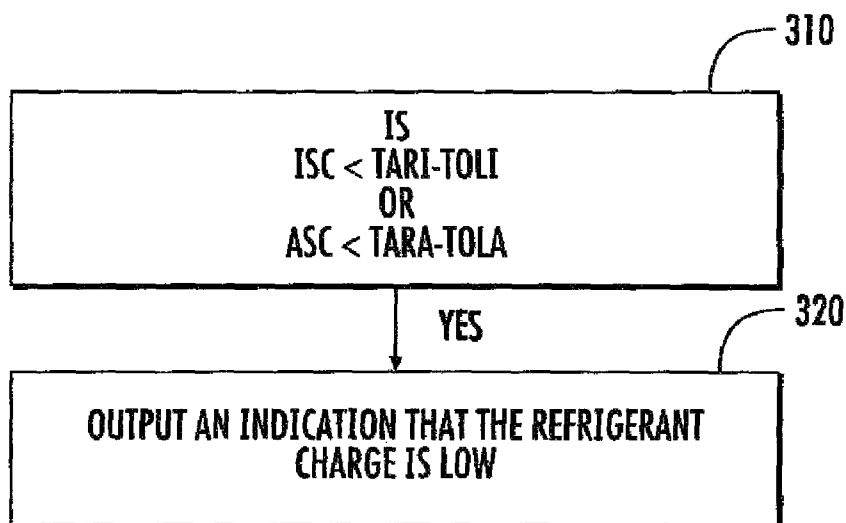 310
IS
ISC < TARI-TOLI
OR
ASC < TARA-TOLA
YES
320
OUTPUT AN INDICATION THAT THE REFRIGERANT
CHARGE IS LOW